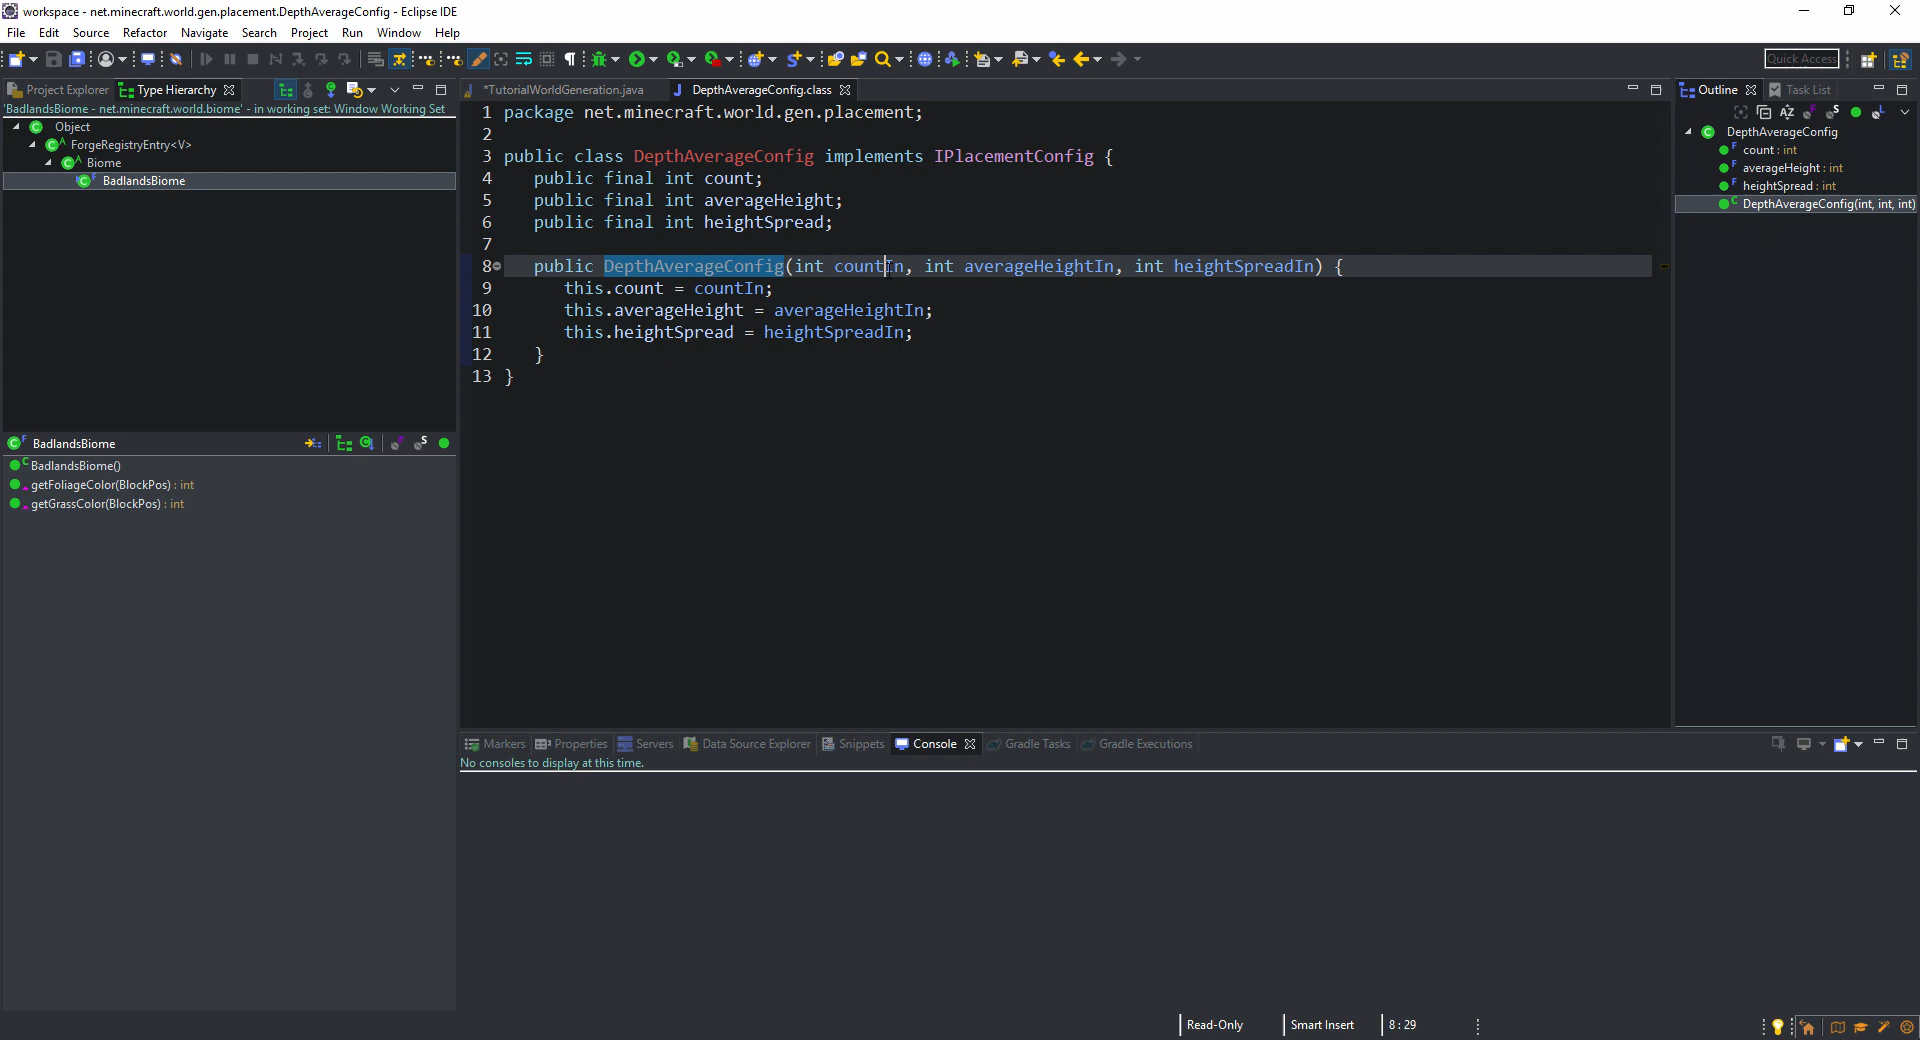 workspace - net.minecraft.world.gen.placement.DepthAverageConfig - Eclipse IDE
File Edit Source Refactor Navigate Search Project Run Window Help
Quick Access
Project Explorer Type Hierarchy
'BadlandsBiome - net.minecraft.world.biome' - in working set: Window Working Set
Object
ForgeRegistryEntry<V>
Biome
BadlandsBiome
BadlandsBiome
BadlandsBiome()
getFoliageColor(BlockPos) : int
getGrassColor(BlockPos) : int
*TutorialWorldGeneration.java DepthAverageConfig.class
1 package net.minecraft.world.gen.placement;
2
3 public class DepthAverageConfig implements IPlacementConfig {
4 public final int count;
5 public final int averageHeight;
6 public final int heightSpread;
7
8 public DepthAverageConfig(int countIn, int averageHeightIn, int heightSpreadIn) {
9 this.count = countIn;
10 this.averageHeight = averageHeightIn;
11 this.heightSpread = heightSpreadIn;
12 }
13 }
Outline Task List
DepthAverageConfig
count : int
averageHeight : int
heightSpread : int
DepthAverageConfig(int, int, int)
Markers Properties Servers Data Source Explorer Snippets Console Gradle Tasks Gradle Executions
No consoles to display at this time.
Read-Only Smart Insert 8 : 29